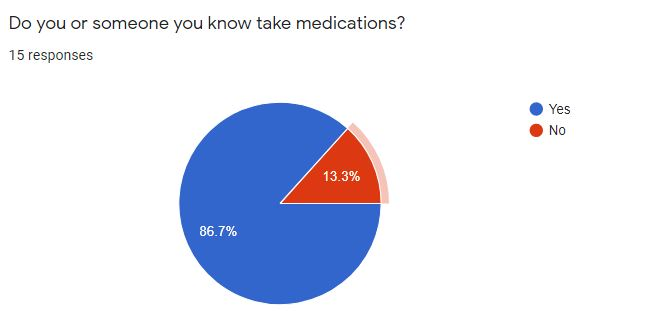 Do you or someone you know take medications?
15 responses
Yes
No
13.3%
86.7%